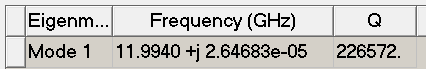 Eigenm... Frequency (GHz) Q
Mode 1 11.9940 +j 2.64683e-05 226572.